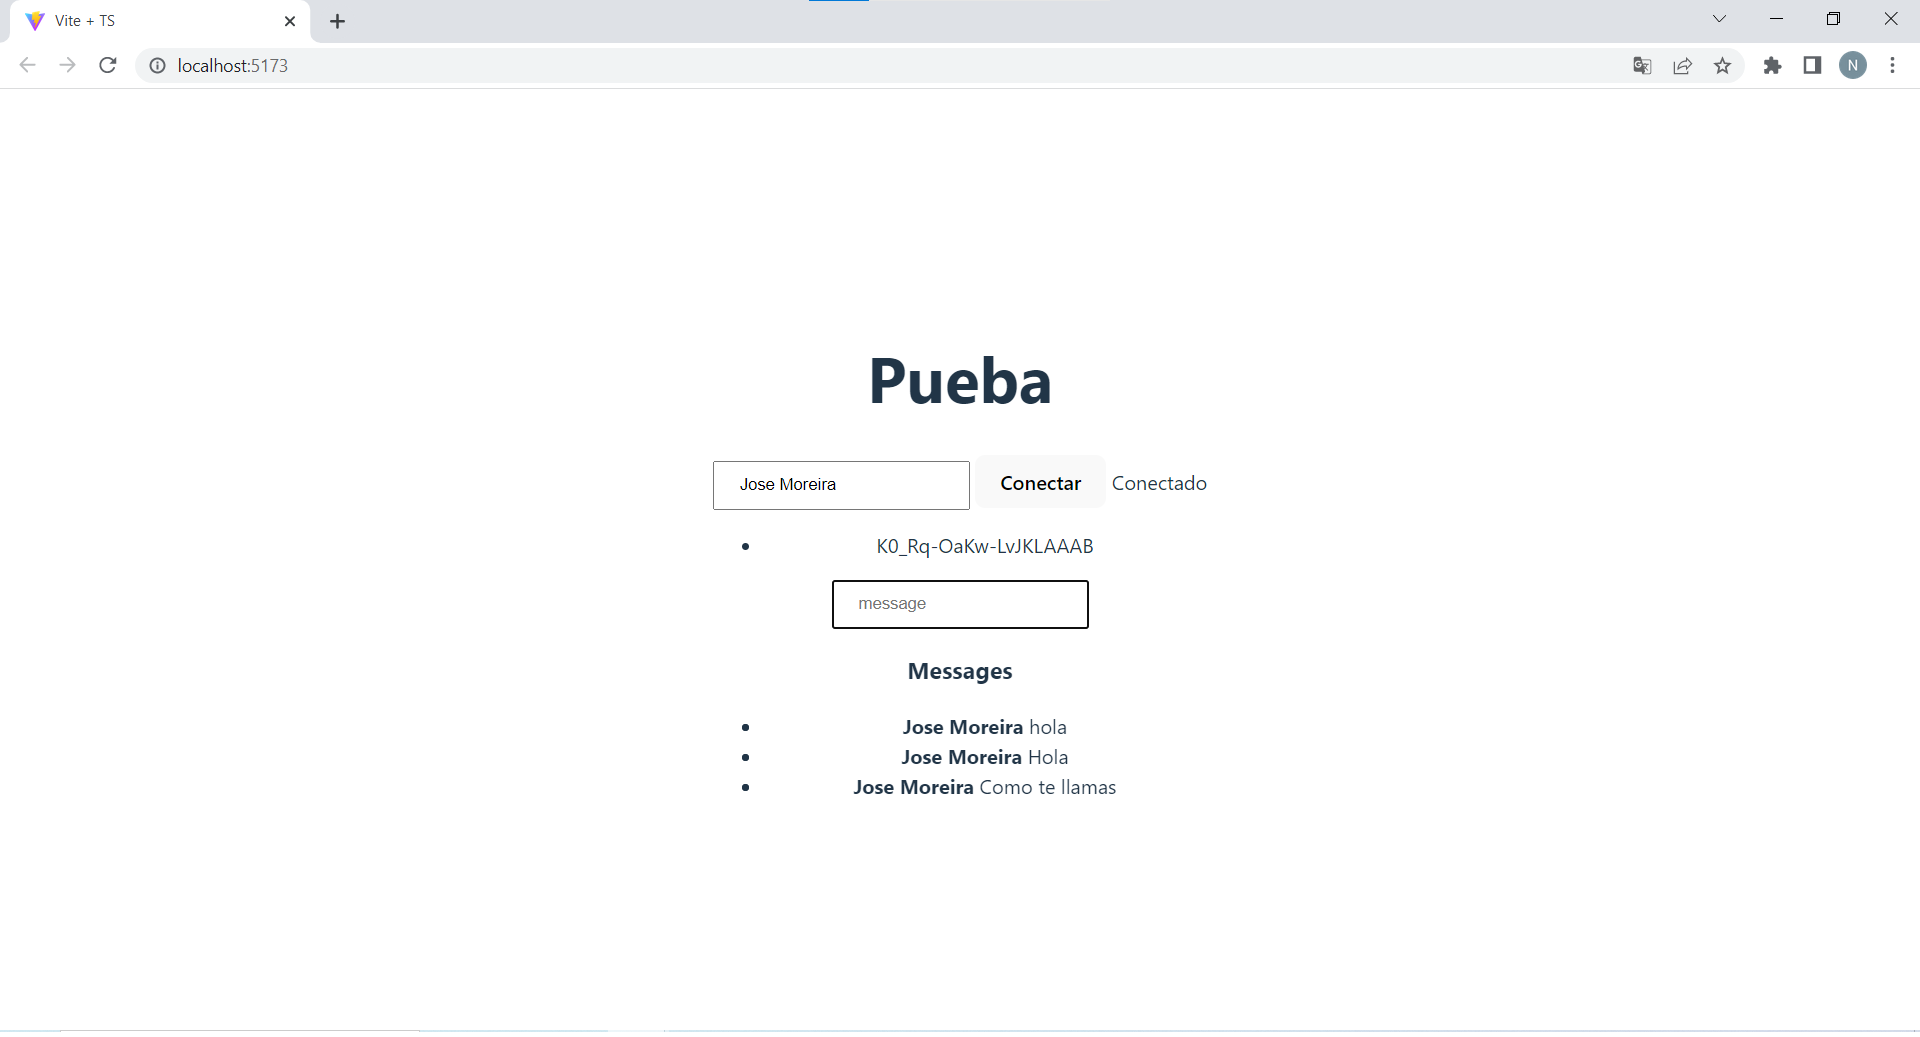 Vite + TS
localhost:5173
N
Pueba
Jose Moreira Conectar Conectado
K0_Rq-OaKw-LvJKLAAAB
message
Messages
Jose Moreira hola
Jose Moreira Hola
Jose Moreira Como te llamas